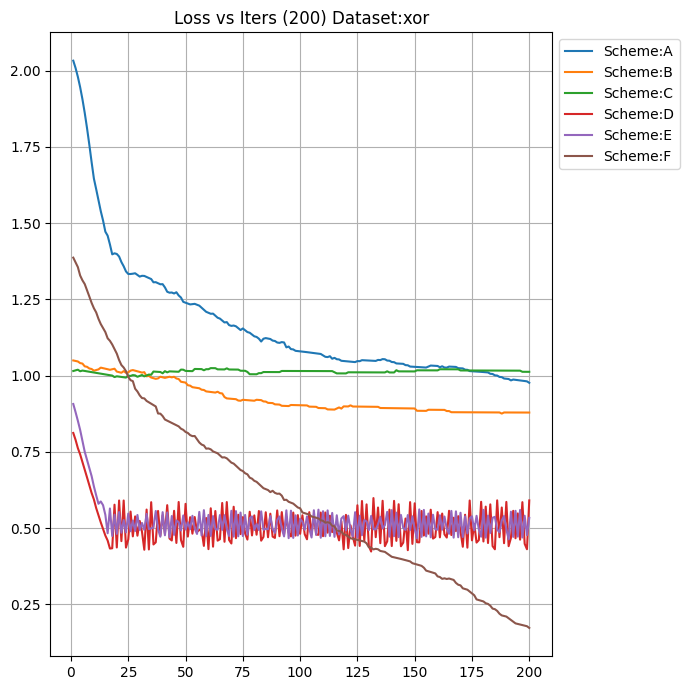 Loss vs Iters (200) Dataset:xor
2.00
1.75
1.50
1.25
1.00
0.75
0.50
0.25
0 25 50 75 100 125 150 175 200
Scheme:A
Scheme:B
Scheme:C
Scheme:D
Scheme:E
Scheme:F